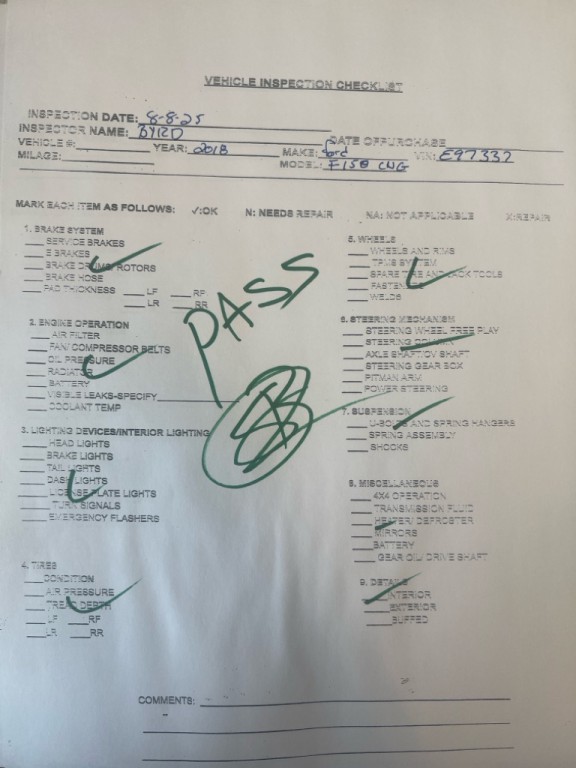 VEHICLE INSPECTION CHECKLIST
INSPECTION DATE: 8-8-25
INSPECTOR NAME: BYRD
DATE OF PURCHASE
VEHICLE #: YEAR: 2018 MAKE: Ford VIN: E97332
MILAGE: MODEL: F150 CNG
MARK EACH ITEM AS FOLLOWS: ✓:OK N: NEEDS REPAIR NA: NOT APPLICABLE X:REPAIR
1. BRAKE SYSTEM
SERVICE BRAKES
E BRAKES
BRAKE DRUMS/ROTORS
BRAKE HOSE
PAD THICKNESS LF RF
LR RR
2. ENGINE OPERATION
AIR FILTER
FAN/ COMPRESSOR BELTS
OIL PRESSURE
RADIATOR
BATTERY
VISIBLE LEAKS-SPECIFY
COOLANT TEMP
3. LIGHTING DEVICES/INTERIOR LIGHTING
HEAD LIGHTS
BRAKE LIGHTS
TAIL LIGHTS
DASH LIGHTS
LICENSE PLATE LIGHTS
TURN SIGNALS
EMERGENCY FLASHERS
4. TIRES
CONDITION
AIR PRESSURE
TREAD DEPTH
LF RF
LR RR
PASS
5. WHEELS
WHEELS AND RIMS
TPMS SYSTEM
SPARE TIRE AND JACK TOOLS
FASTENERS
WELDS
6. STEERING MECHANISM
STEERING WHEEL FREE PLAY
STEERING COLUMN
AXLE SHAFT/CV SHAFT
STEERING GEAR BOX
PITMAN ARM
POWER STEERING
7. SUSPENSION
U-BOLTS AND SPRING HANGERS
SPRING ASSEMBLY
SHOCKS
8. MISCELLANEOUS
4X4 OPERATION
TRANSMISSION FLUID
HEATER/ DEFROSTER
MIRRORS
BATTERY
GEAR OIL/ DRIVE SHAFT
9. DETAILS
INTERIOR
EXTERIOR
BUFFED
COMMENTS: